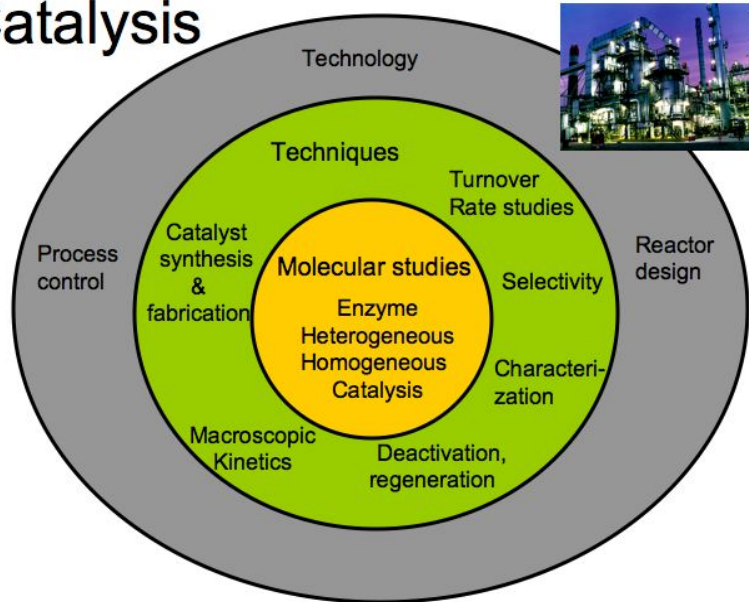 Catalysis
Technology
Techniques
Turnover
Rate studies
Process
control
Catalyst
synthesis
&
fabrication
Molecular studies
Enzyme
Heterogeneous
Homogeneous
Catalysis
Selectivity
Reactor
design
Characteri-
zation
Macroscopic
Kinetics
Deactivation,
regeneration